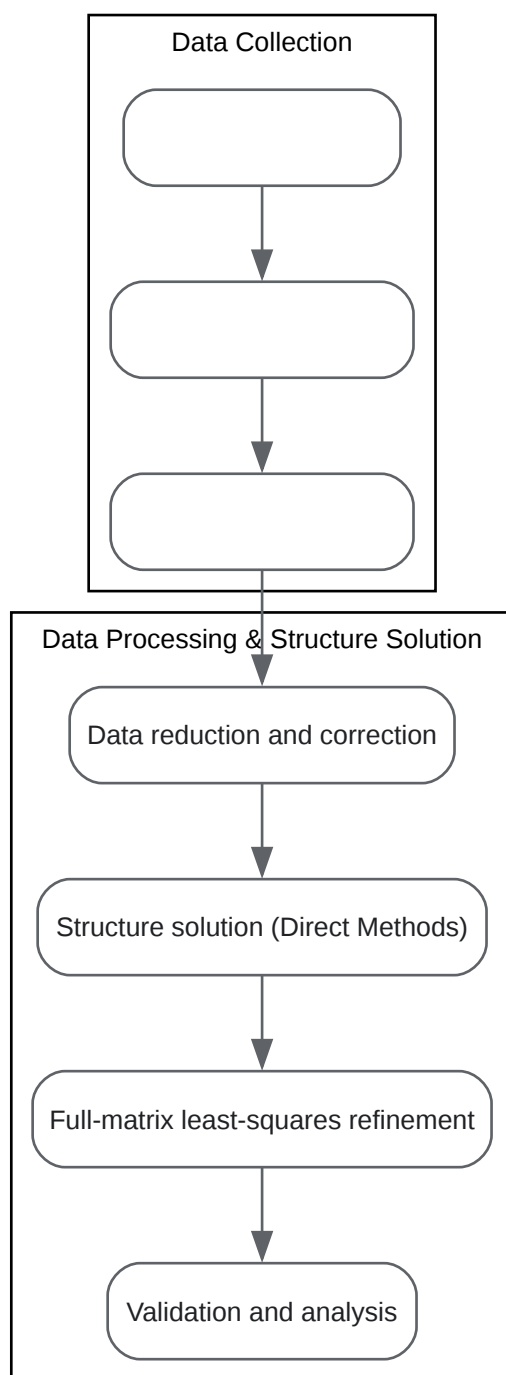 Data Collection
Data Processing & Structure Solution
Data reduction and correction
Structure solution (Direct Methods)
Full-matrix least-squares refinement
Validation and analysis